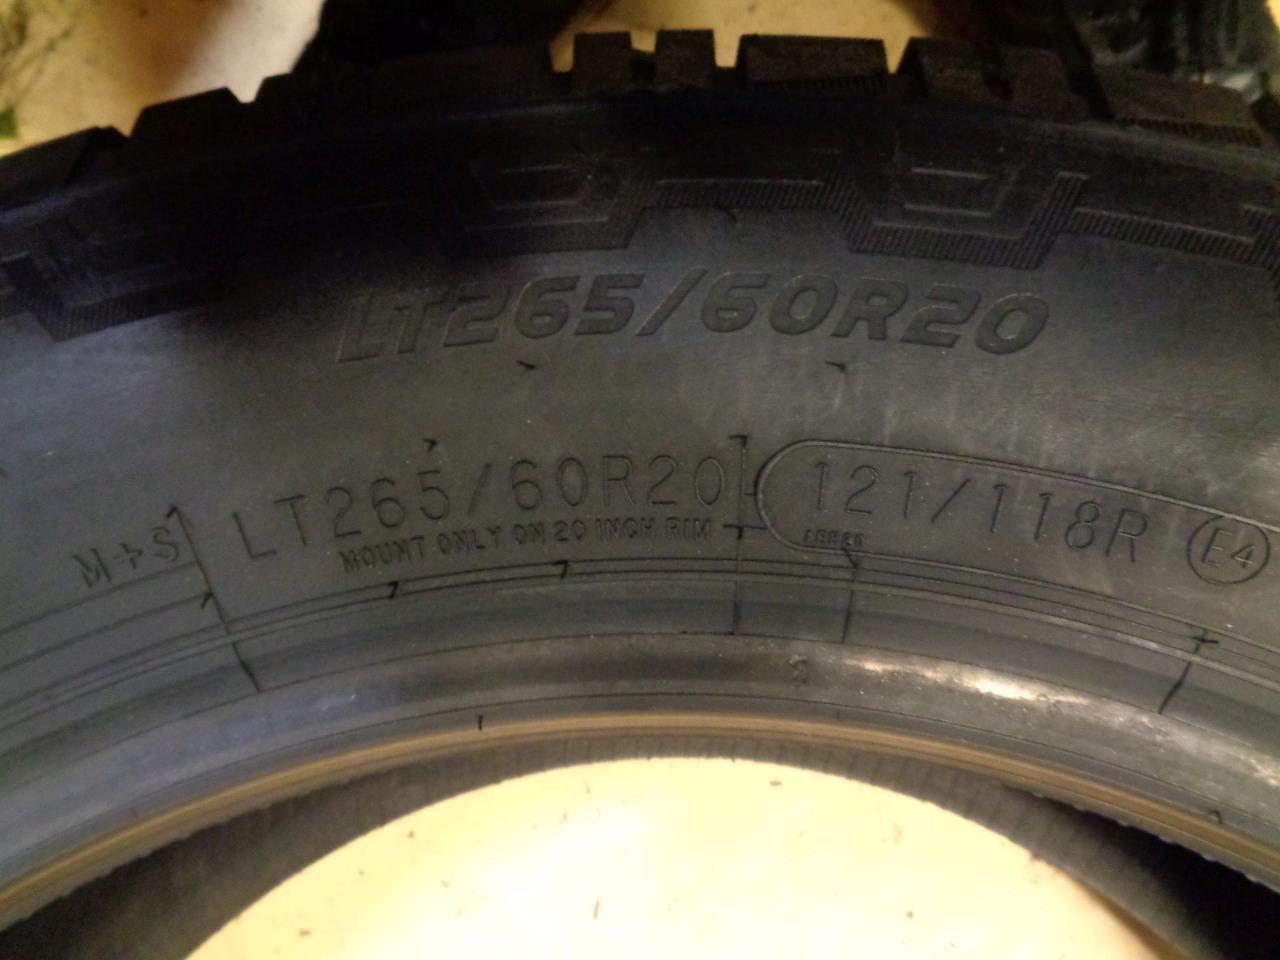 LT265/60R20
M+S LT265/60R20 121/118R E4
MOUNT ONLY ON 20 INCH RIM